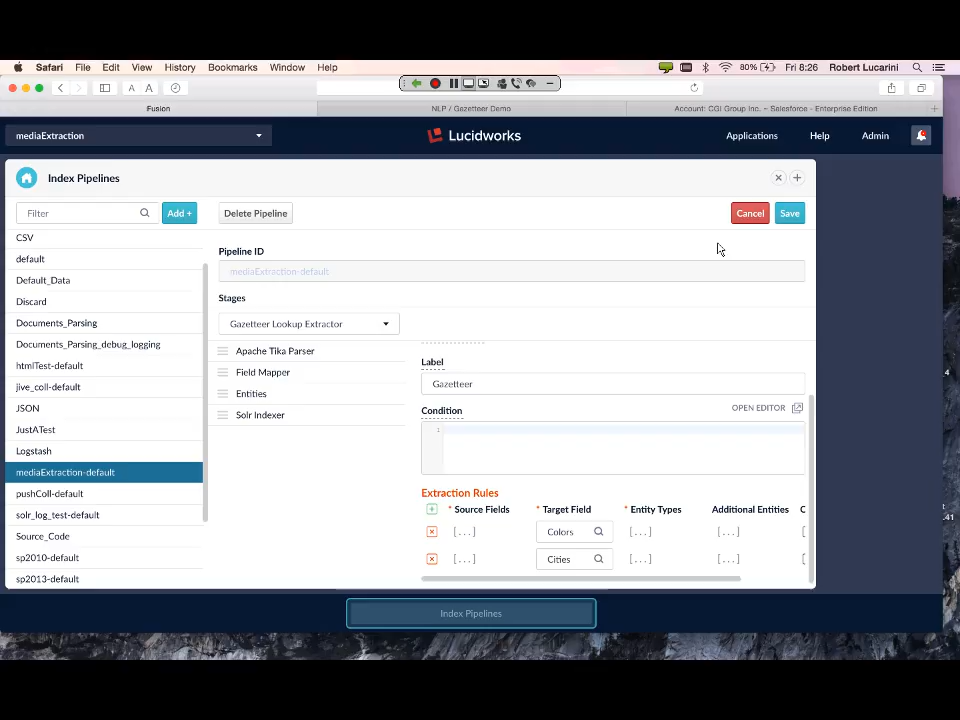 Safari File Edit View History Bookmarks Window Help 80% Fri 8:26 Robert Lucarini
A A
Fusion NLP / Gazetteer Demo Account: CGI Group Inc. ~ Salesforce - Enterprise Edition
mediaExtraction Lucidworks Applications Help Admin
Index Pipelines
Filter Add + Delete Pipeline Cancel Save
CSV
default
Default_Data
Discard
Documents_Parsing
Documents_Parsing_debug_logging
htmlTest-default
jive_coll-default
JSON
JustATest
Logstash
mediaExtraction-default
pushColl-default
solr_log_test-default
Source_Code
sp2010-default
sp2013-default
Pipeline ID
mediaExtraction-default
Stages
Gazetteer Lookup Extractor
Apache Tika Parser
Field Mapper
Entities
Solr Indexer
Label
Gazetteer
Condition OPEN EDITOR
1
Extraction Rules
* Source Fields * Target Field * Entity Types Additional Entities C
[...] Colors [...] [...] [
[...] Cities [...] [...] [
Index Pipelines
.4
.41